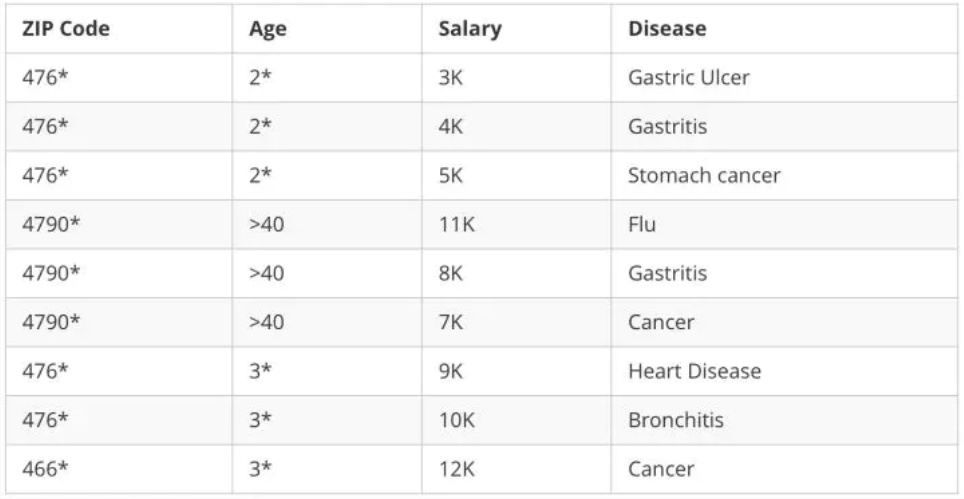 ZIP Code Age Salary Disease
476* 2* 3K Gastric Ulcer
476* 2* 4K Gastritis
476* 2* 5K Stomach cancer
4790* >40 11K Flu
4790* >40 8K Gastritis
4790* >40 7K Cancer
476* 3* 9K Heart Disease
476* 3* 10K Bronchitis
466* 3* 12K Cancer